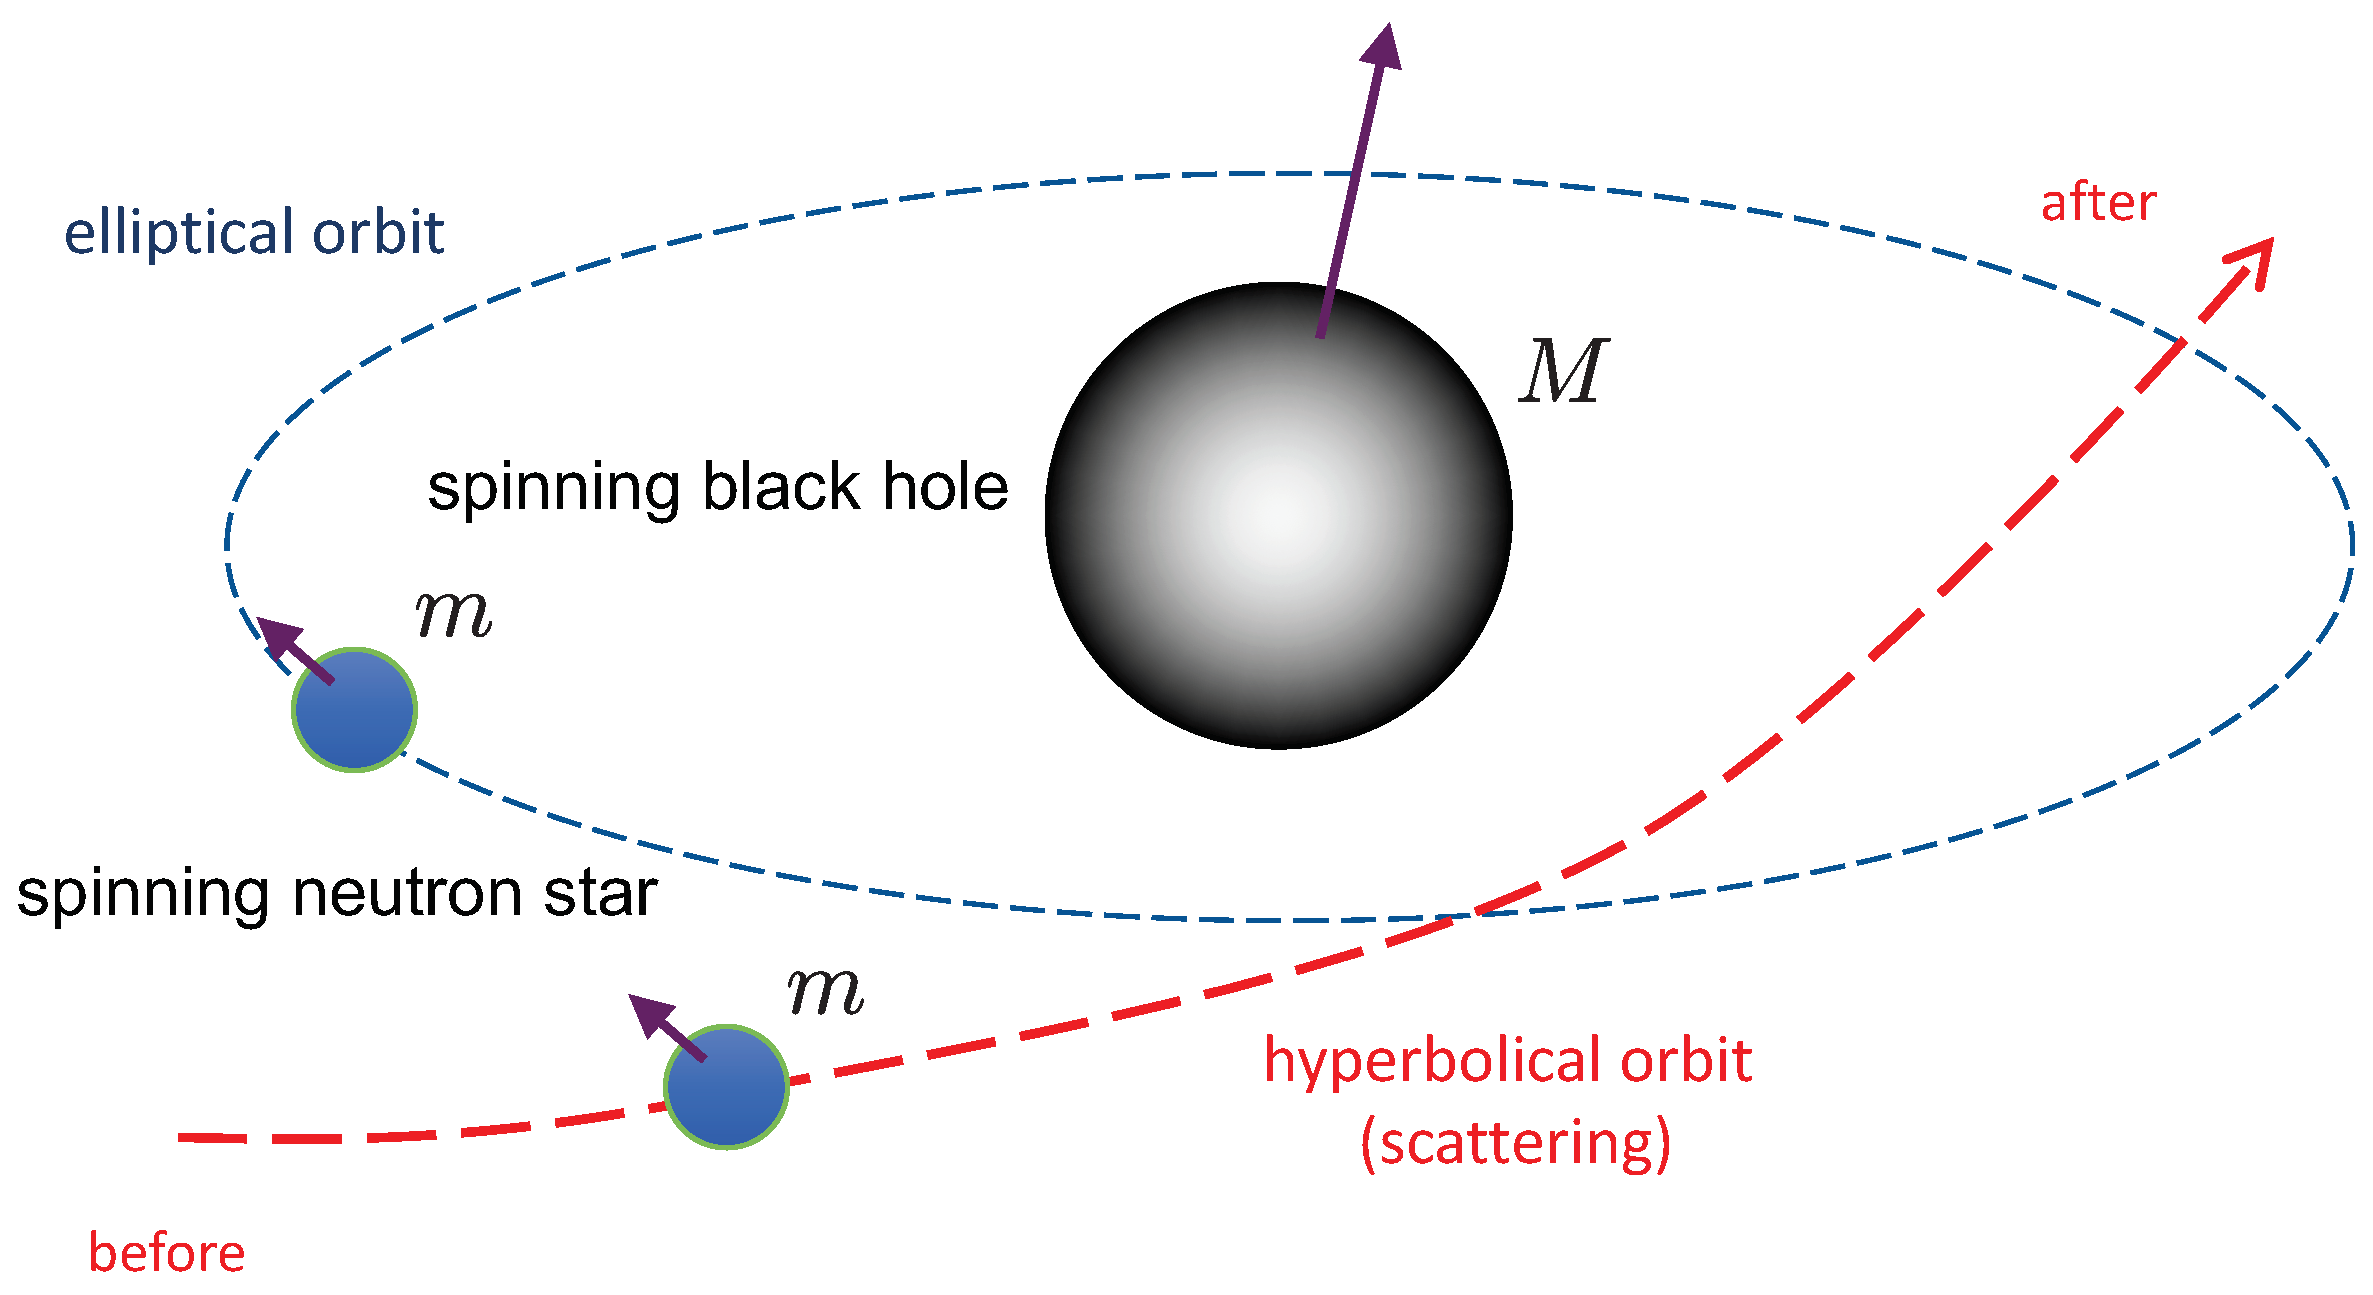 after
elliptical orbit
M
spinning black hole
m
spinning neutron star
m
hyperbolical orbit
(scattering)
before